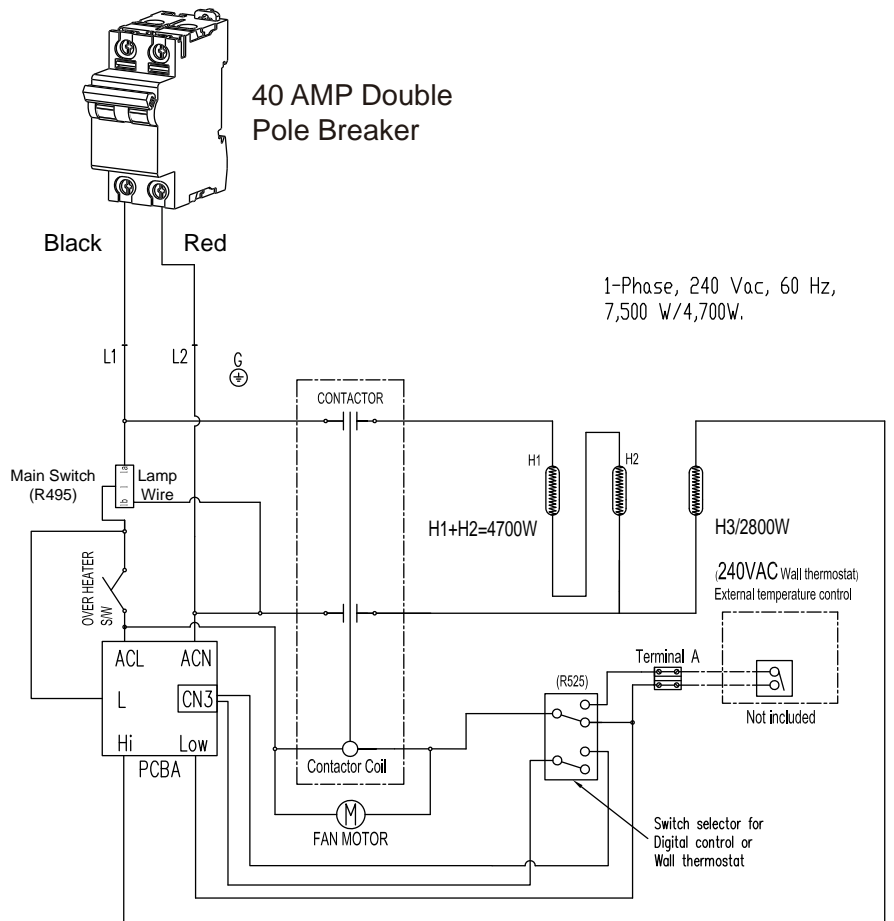 40 AMP Double
Pole Breaker
Black
Red
1-Phase, 240 Vac, 60 Hz,
7,500 W/4,700W.
L1
L2
G
CONTACTOR
Main Switch
(R495)
1a
1b
Lamp
Wire
H1
H2
H1+H2=4700W
H3/2800W
OVER HEATER
S/W
(240VAC Wall thermostat)
External temperature control
ACL
ACN
L
CN3
Hi
Low
PCBA
Terminal A
(R525)
Not included
Contactor Coil
M
FAN MOTOR
Switch selector for
Digital control or
Wall thermostat